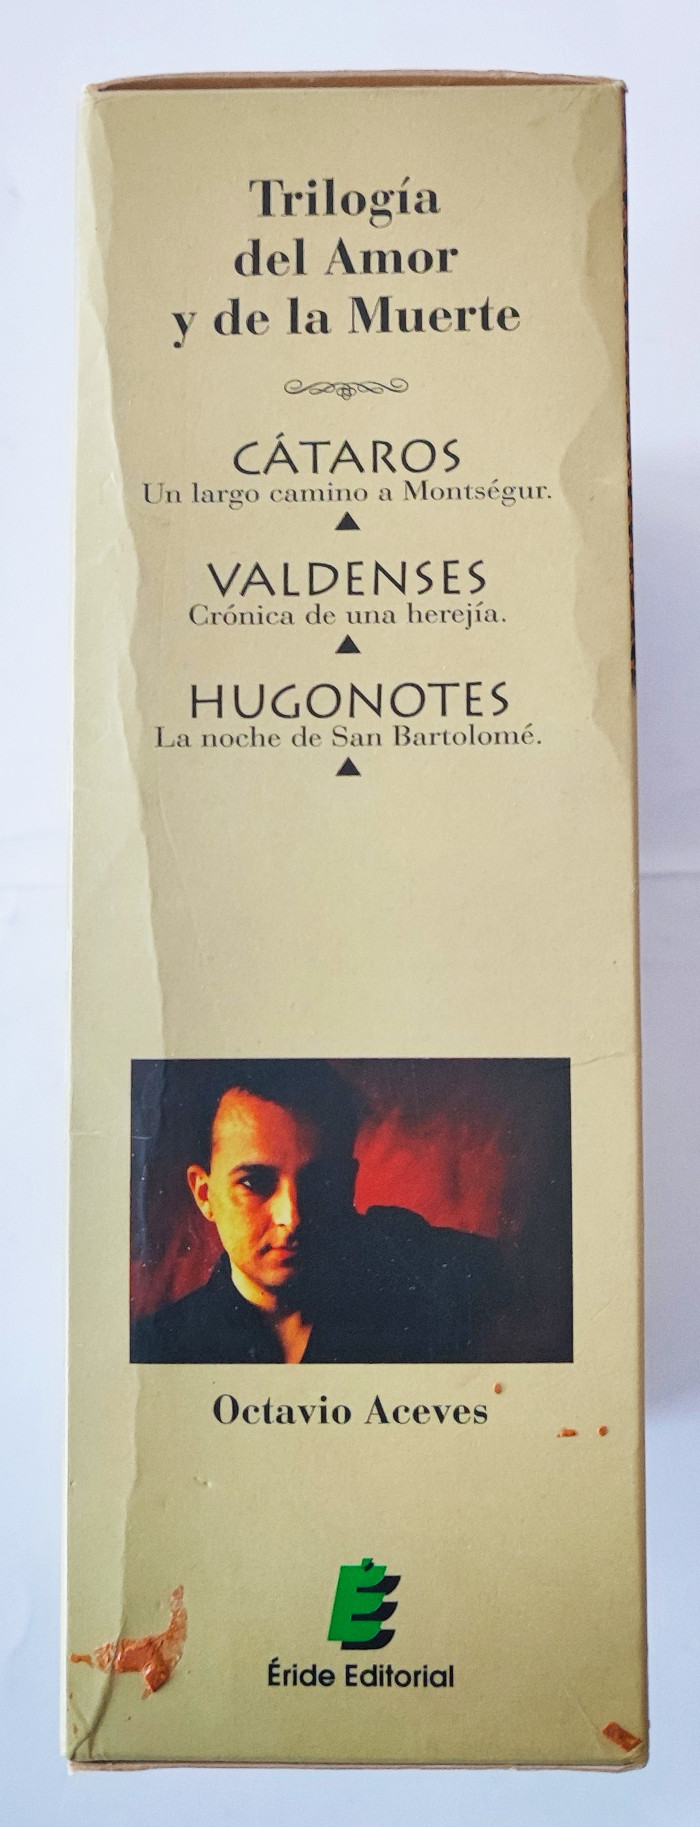 Trilogía
del Amor
y de la Muerte
CÁTAROS
Un largo camino a Montségur.
VALDENSES
Crónica de una herejía.
HUGONOTES
La noche de San Bartolomé.
Octavio Aceves
É
Éride Editorial